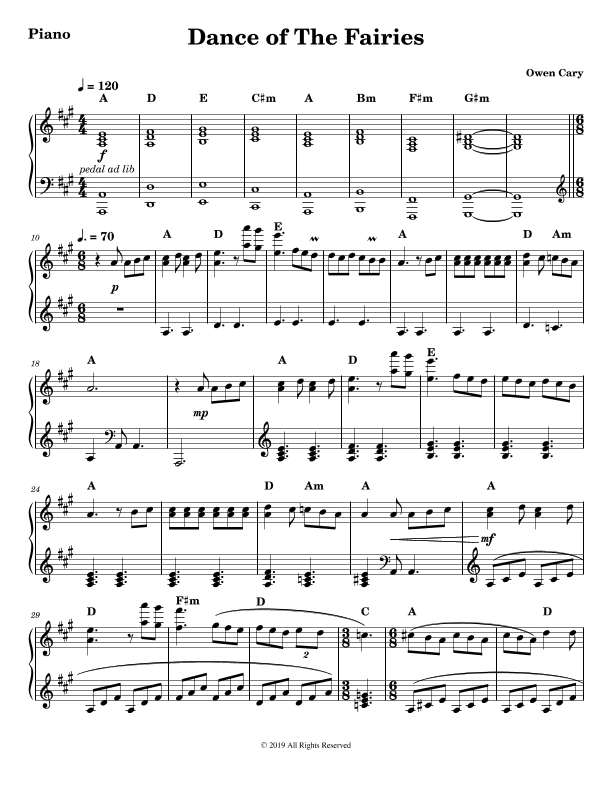 Piano
Dance of The Fairies
Owen Cary
♩ = 120
A D E C♯m A Bm F♯m G♯m
f
pedal ad lib
10
♩. = 70
A D E A D Am
p
18
A A D E
mp
24
A D Am A A
mf
29
D F♯m D C A D
2
© 2019 All Rights Reserved